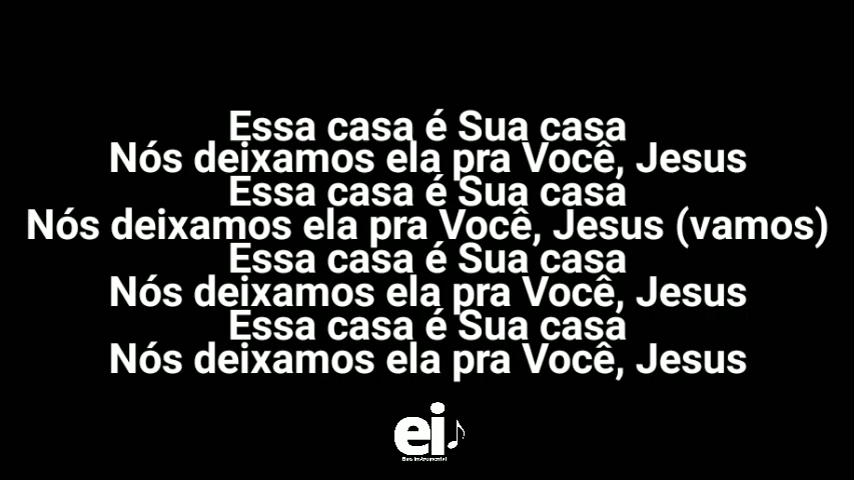 Essa casa é Sua casa
Nós deixamos ela pra Você, Jesus
Essa casa é Sua casa
Nós deixamos ela pra Você, Jesus (vamos)
Essa casa é Sua casa
Nós deixamos ela pra Você, Jesus
Essa casa é Sua casa
Nós deixamos ela pra Você, Jesus
ei